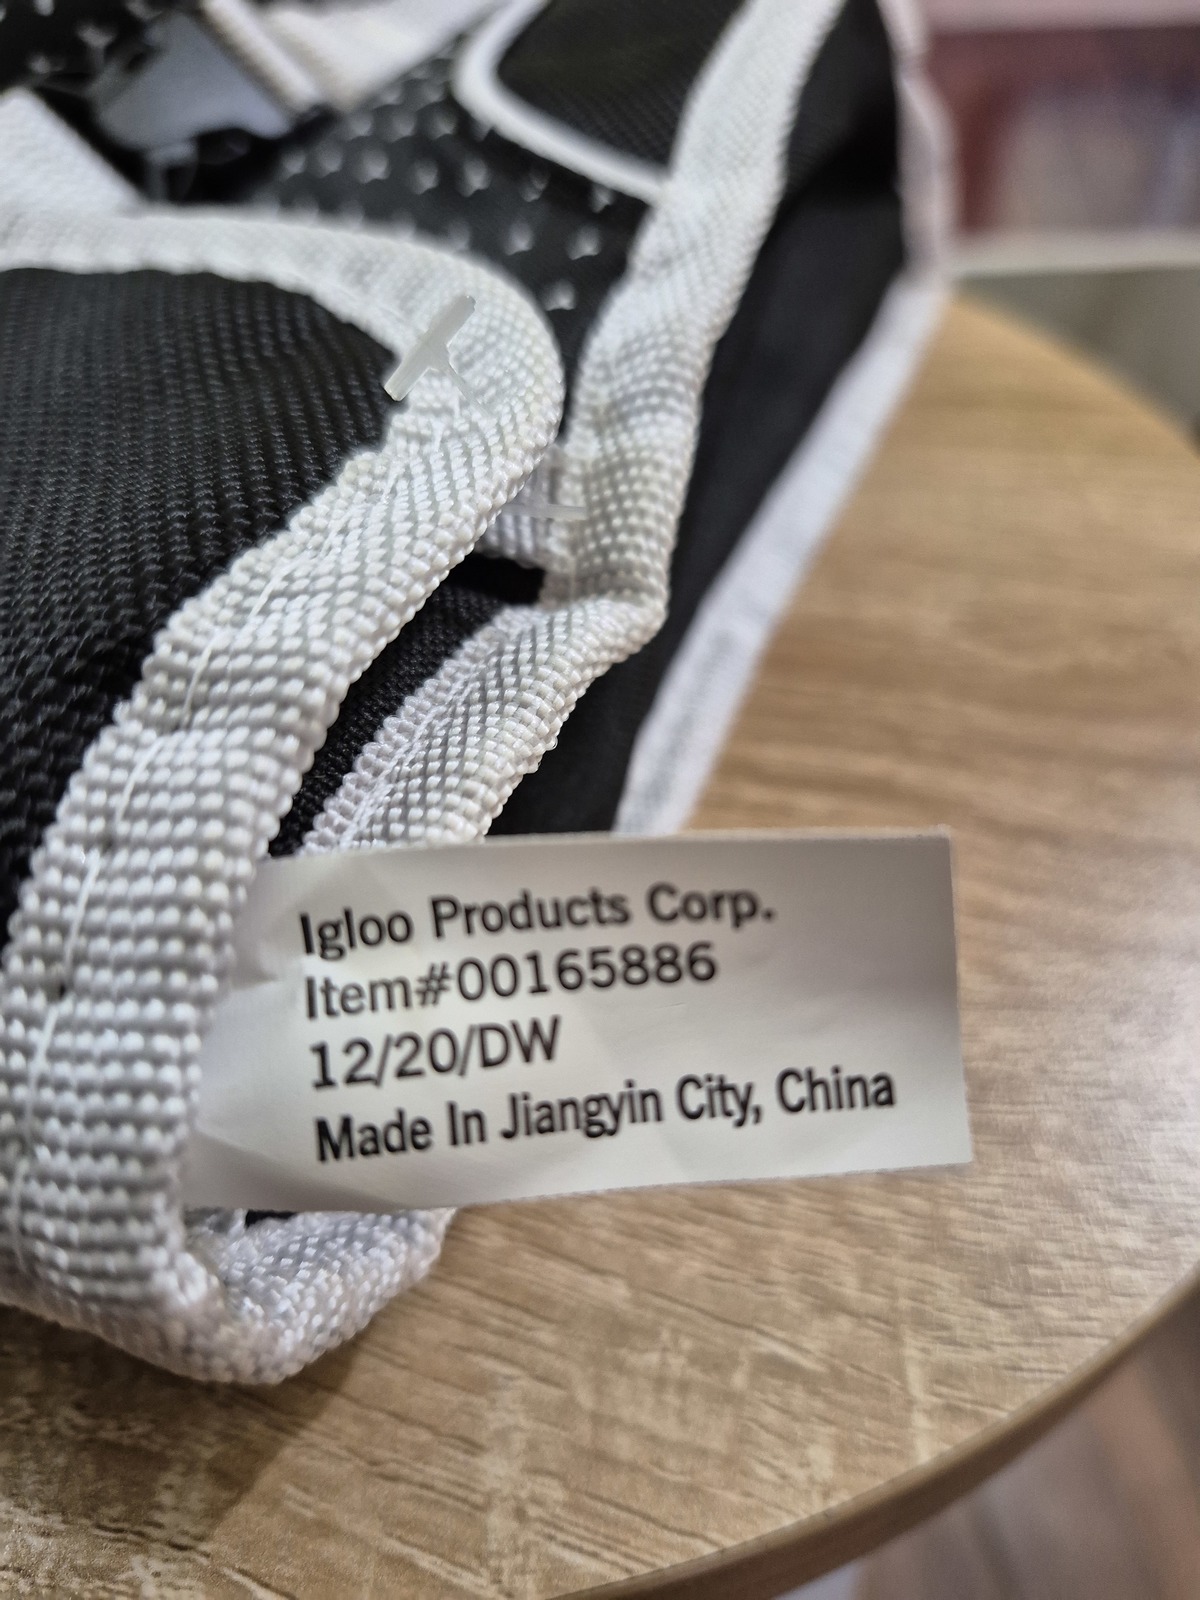 Igloo Products Corp.
Item#00165886
12/20/DW
Made In Jiangyin City, China